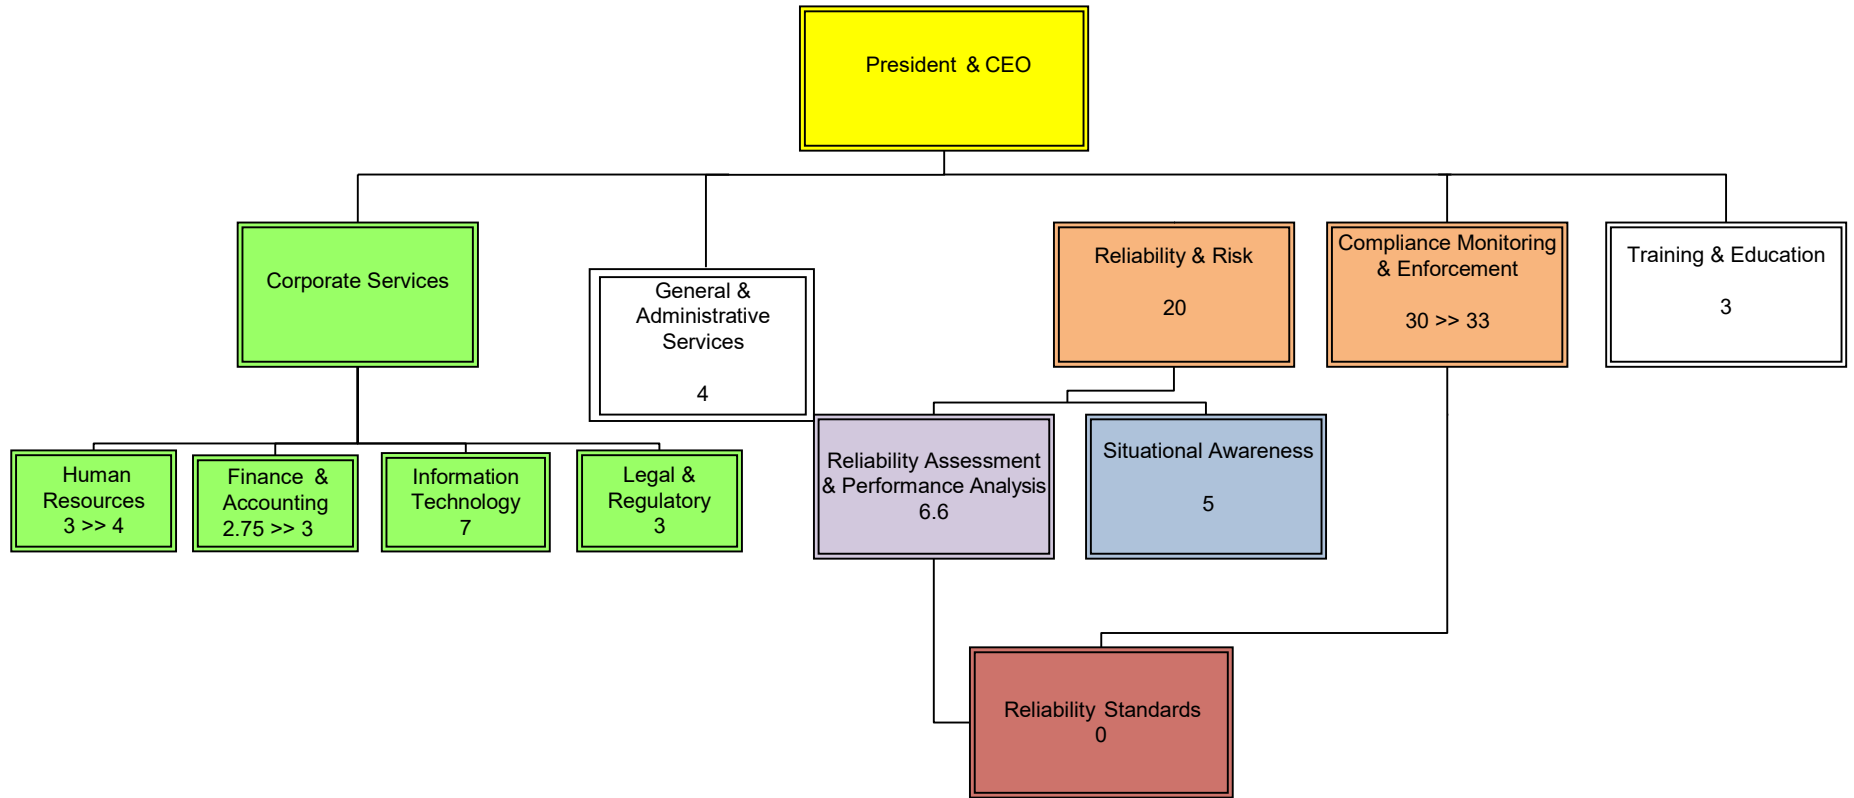 President & CEO
Corporate Services
General &
Administrative
Services
4
Reliability & Risk
20
Compliance Monitoring
& Enforcement
30 >> 33
Training & Education
3
Human
Resources
3 >> 4
Finance &
Accounting
2.75 >> 3
Information
Technology
7
Legal &
Regulatory
3
Reliability Assessment
& Performance Analysis
6.6
Situational Awareness
5
Reliability Standards
0